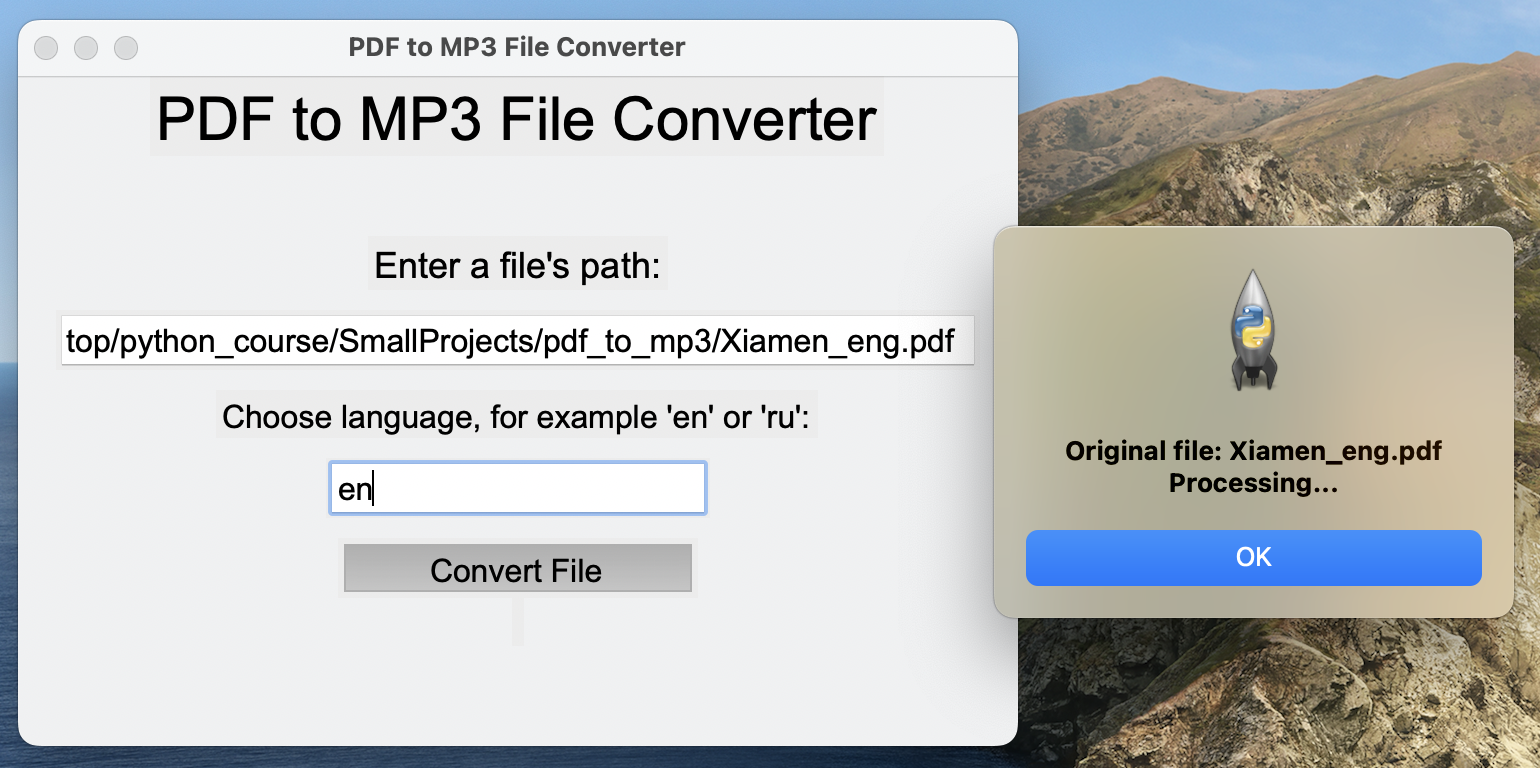 PDF to MP3 File Converter
PDF to MP3 File Converter
Enter a file's path:
top/python_course/SmallProjects/pdf_to_mp3/Xiamen_eng.pdf
Choose language, for example 'en' or 'ru':
en
Convert File
Original file: Xiamen_eng.pdf
Processing...
OK